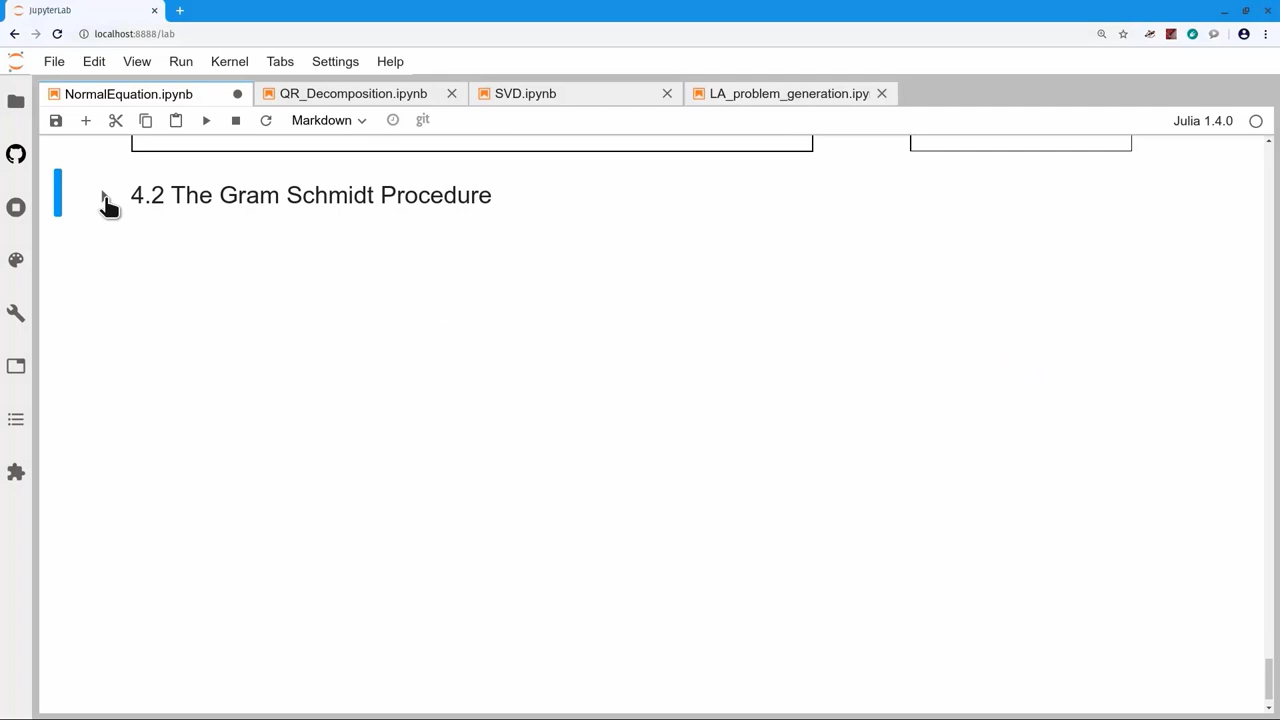 JupyterLab
localhost:8888/lab
File Edit View Run Kernel Tabs Settings Help
NormalEquation.ipynb QR_Decomposition.ipynb SVD.ipynb LA_problem_generation.ipy
Markdown git Julia 1.4.0
4.2 The Gram Schmidt Procedure